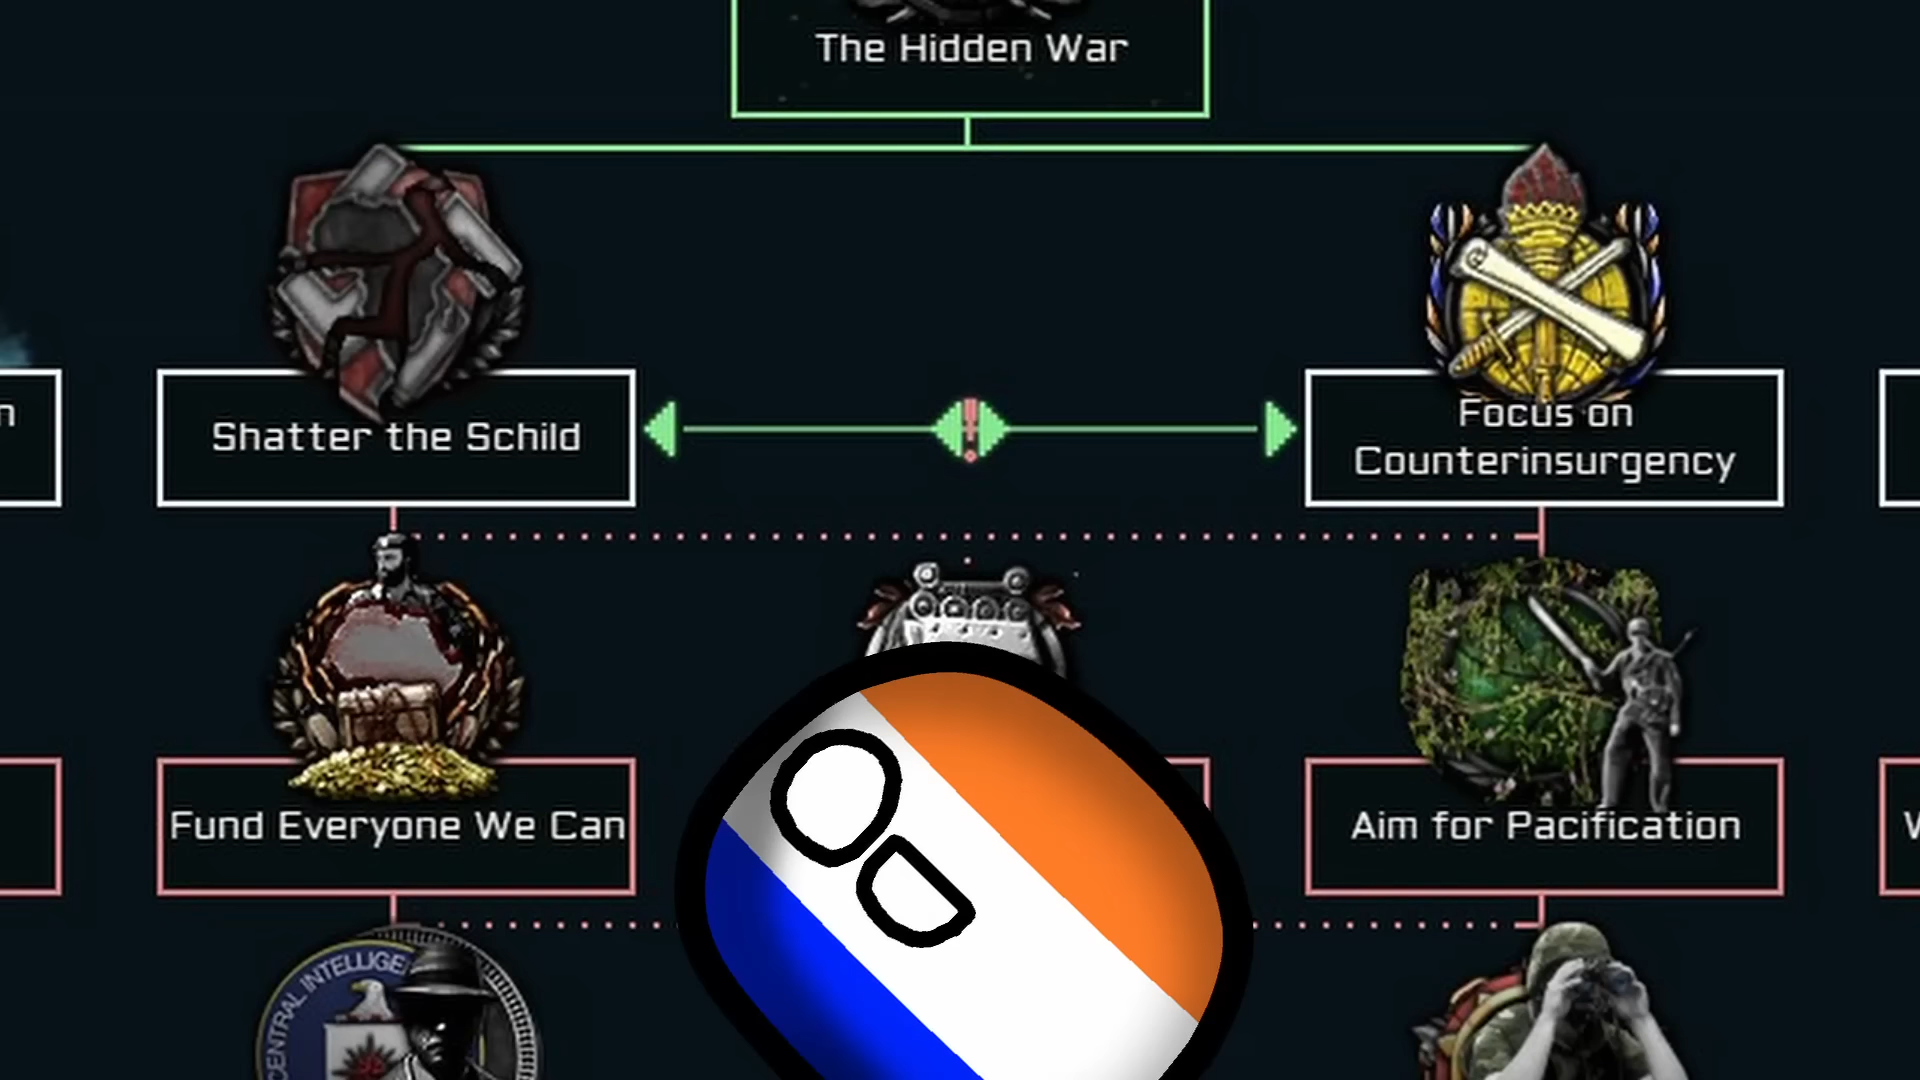 The Hidden War
n
Shatter the Schild
Focus on
Counterinsurgency
Fund Everyone We Can
Aim for Pacification
W
CENTRAL INTELLIGE